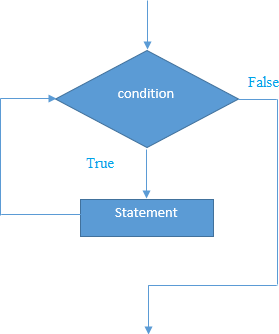 condition
False
True
Statement